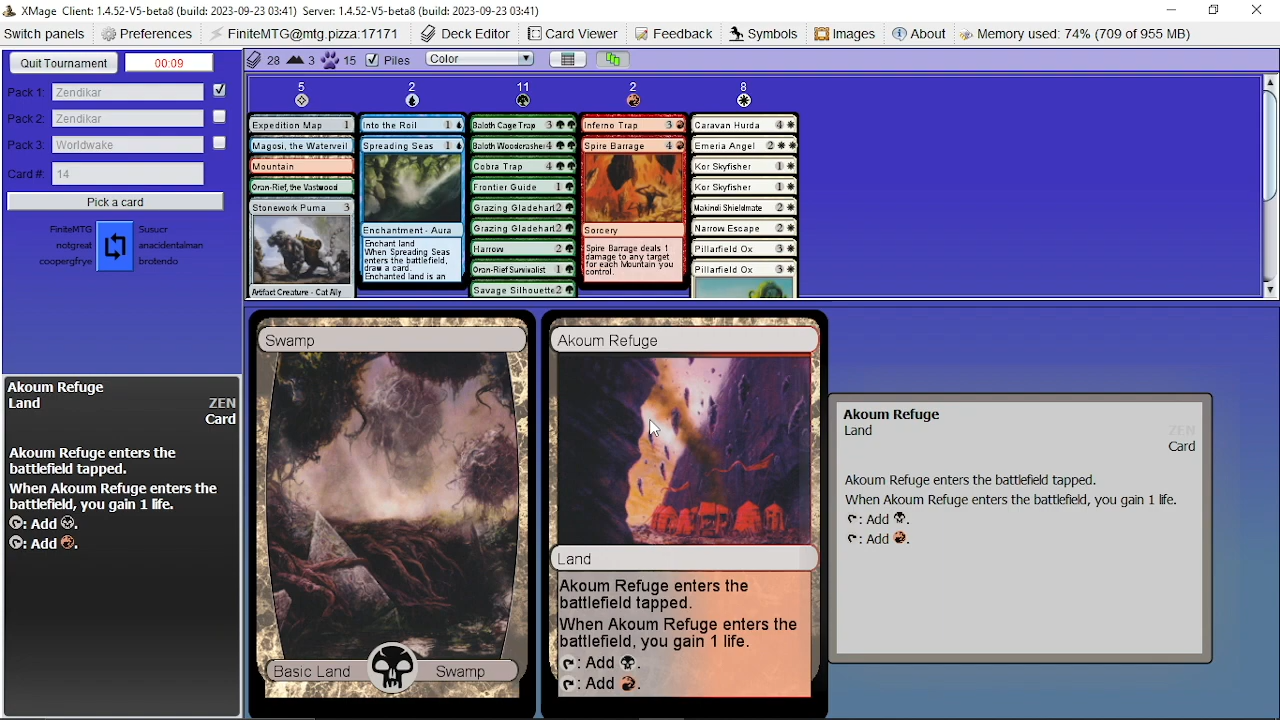 XMage Client: 1.4.52-V5-beta8 (build: 2023-09-23 03:41) Server: 1.4.52-V5-beta8 (build: 2023-09-23 03:41)
Switch panels Preferences FiniteMTG@mtg.pizza:17171 Deck Editor Card Viewer Feedback Symbols Images About Memory used: 74% (709 of 955 MB)
Quit Tournament 00:09
28 3 15 Piles Color
Pack 1: Zendikar
Pack 2: Zendikar
Pack 3: Worldwake
Card #: 14
Pick a card
FiniteMTG Susucr
notgreat anacidentalman
coopergfrye brotendo
5 2 11 2 8
Expedition Map 1
Magosi, the Waterveil
Mountain
Oran-Rief, the Vastwood
Stonework Puma 3
Artifact Creature - Cat Ally
Into the Roil 1
Spreading Seas 1
Enchantment - Aura
Enchant land
When Spreading Seas
enters the battlefield,
draw a card.
Enchanted land is an
Baloth Cage Trap 3
Baloth Woodcrasher 4
Cobra Trap 4
Frontier Guide 1
Grazing Gladehart 2
Grazing Gladehart 2
Harrow 2
Oran-Rief Survivalist 1
Savage Silhouette 2
Inferno Trap 3
Spire Barrage 4
Sorcery
Spire Barrage deals 1
damage to any target
for each Mountain you
control.
Caravan Hurda 4
Emeria Angel 2
Kor Skyfisher 1
Kor Skyfisher 1
Makindi Shieldmate 2
Narrow Escape 2
Pillarfield Ox 3
Pillarfield Ox 3
Akoum Refuge
Land ZEN
Card
Akoum Refuge enters the
battlefield tapped.
When Akoum Refuge enters the
battlefield, you gain 1 life.
: Add .
: Add .
Swamp
Basic Land Swamp
Akoum Refuge
Land
Akoum Refuge enters the
battlefield tapped.
When Akoum Refuge enters the
battlefield, you gain 1 life.
: Add .
: Add .
Akoum Refuge
Land ZEN
Card
Akoum Refuge enters the battlefield tapped.
When Akoum Refuge enters the battlefield, you gain 1 life.
: Add .
: Add .